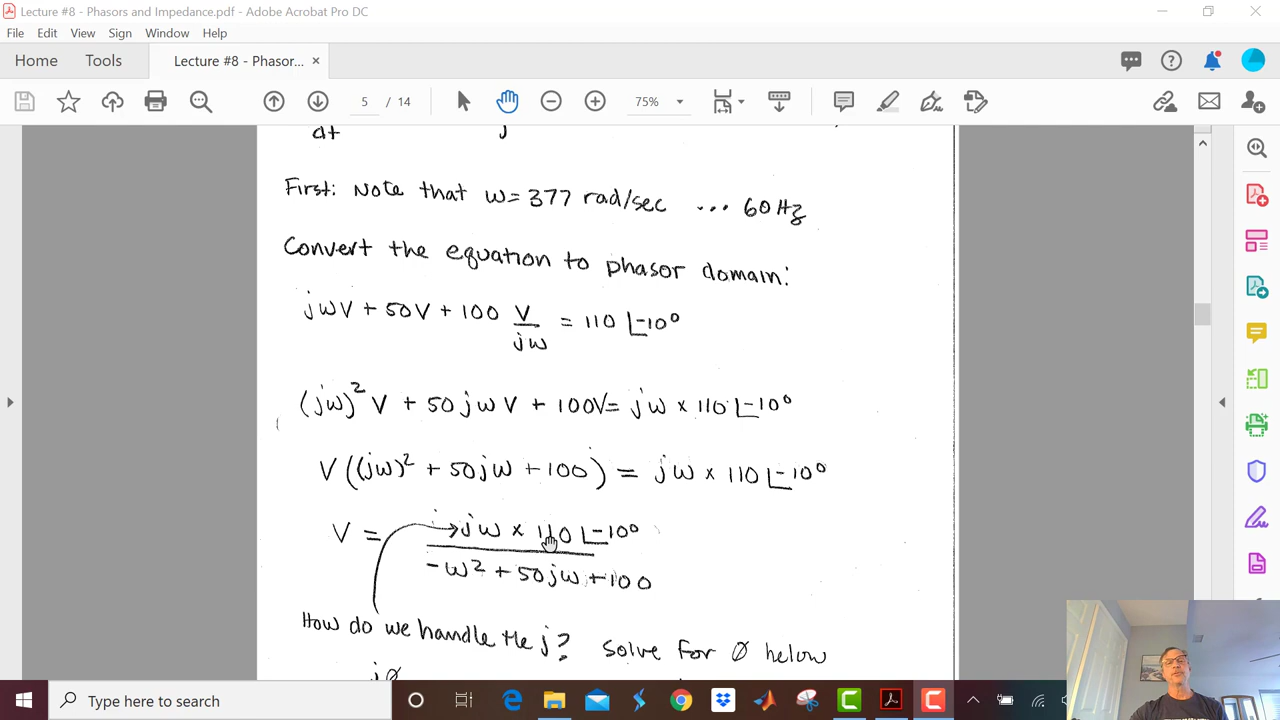 Lecture #8 - Phasors and Impedance.pdf - Adobe Acrobat Pro DC
File Edit View Sign Window Help
Home Tools Lecture #8 - Phasor... ×
5 / 14 75%
dt j
First: Note that ω = 377 rad/sec ... 60 Hz
Convert the equation to phasor domain:
jωV + 50V + 100 V/jω = 110 ∠-10°
(jω)² V + 50jωV + 100V = jω × 110 ∠-10°
V((jω)² + 50jω + 100) = jω × 110 ∠-10°
V = jω × 110 ∠-10°
-ω² + 50jω + 100
How do we handle the j? Solve for Ø below
jØ
Type here to search